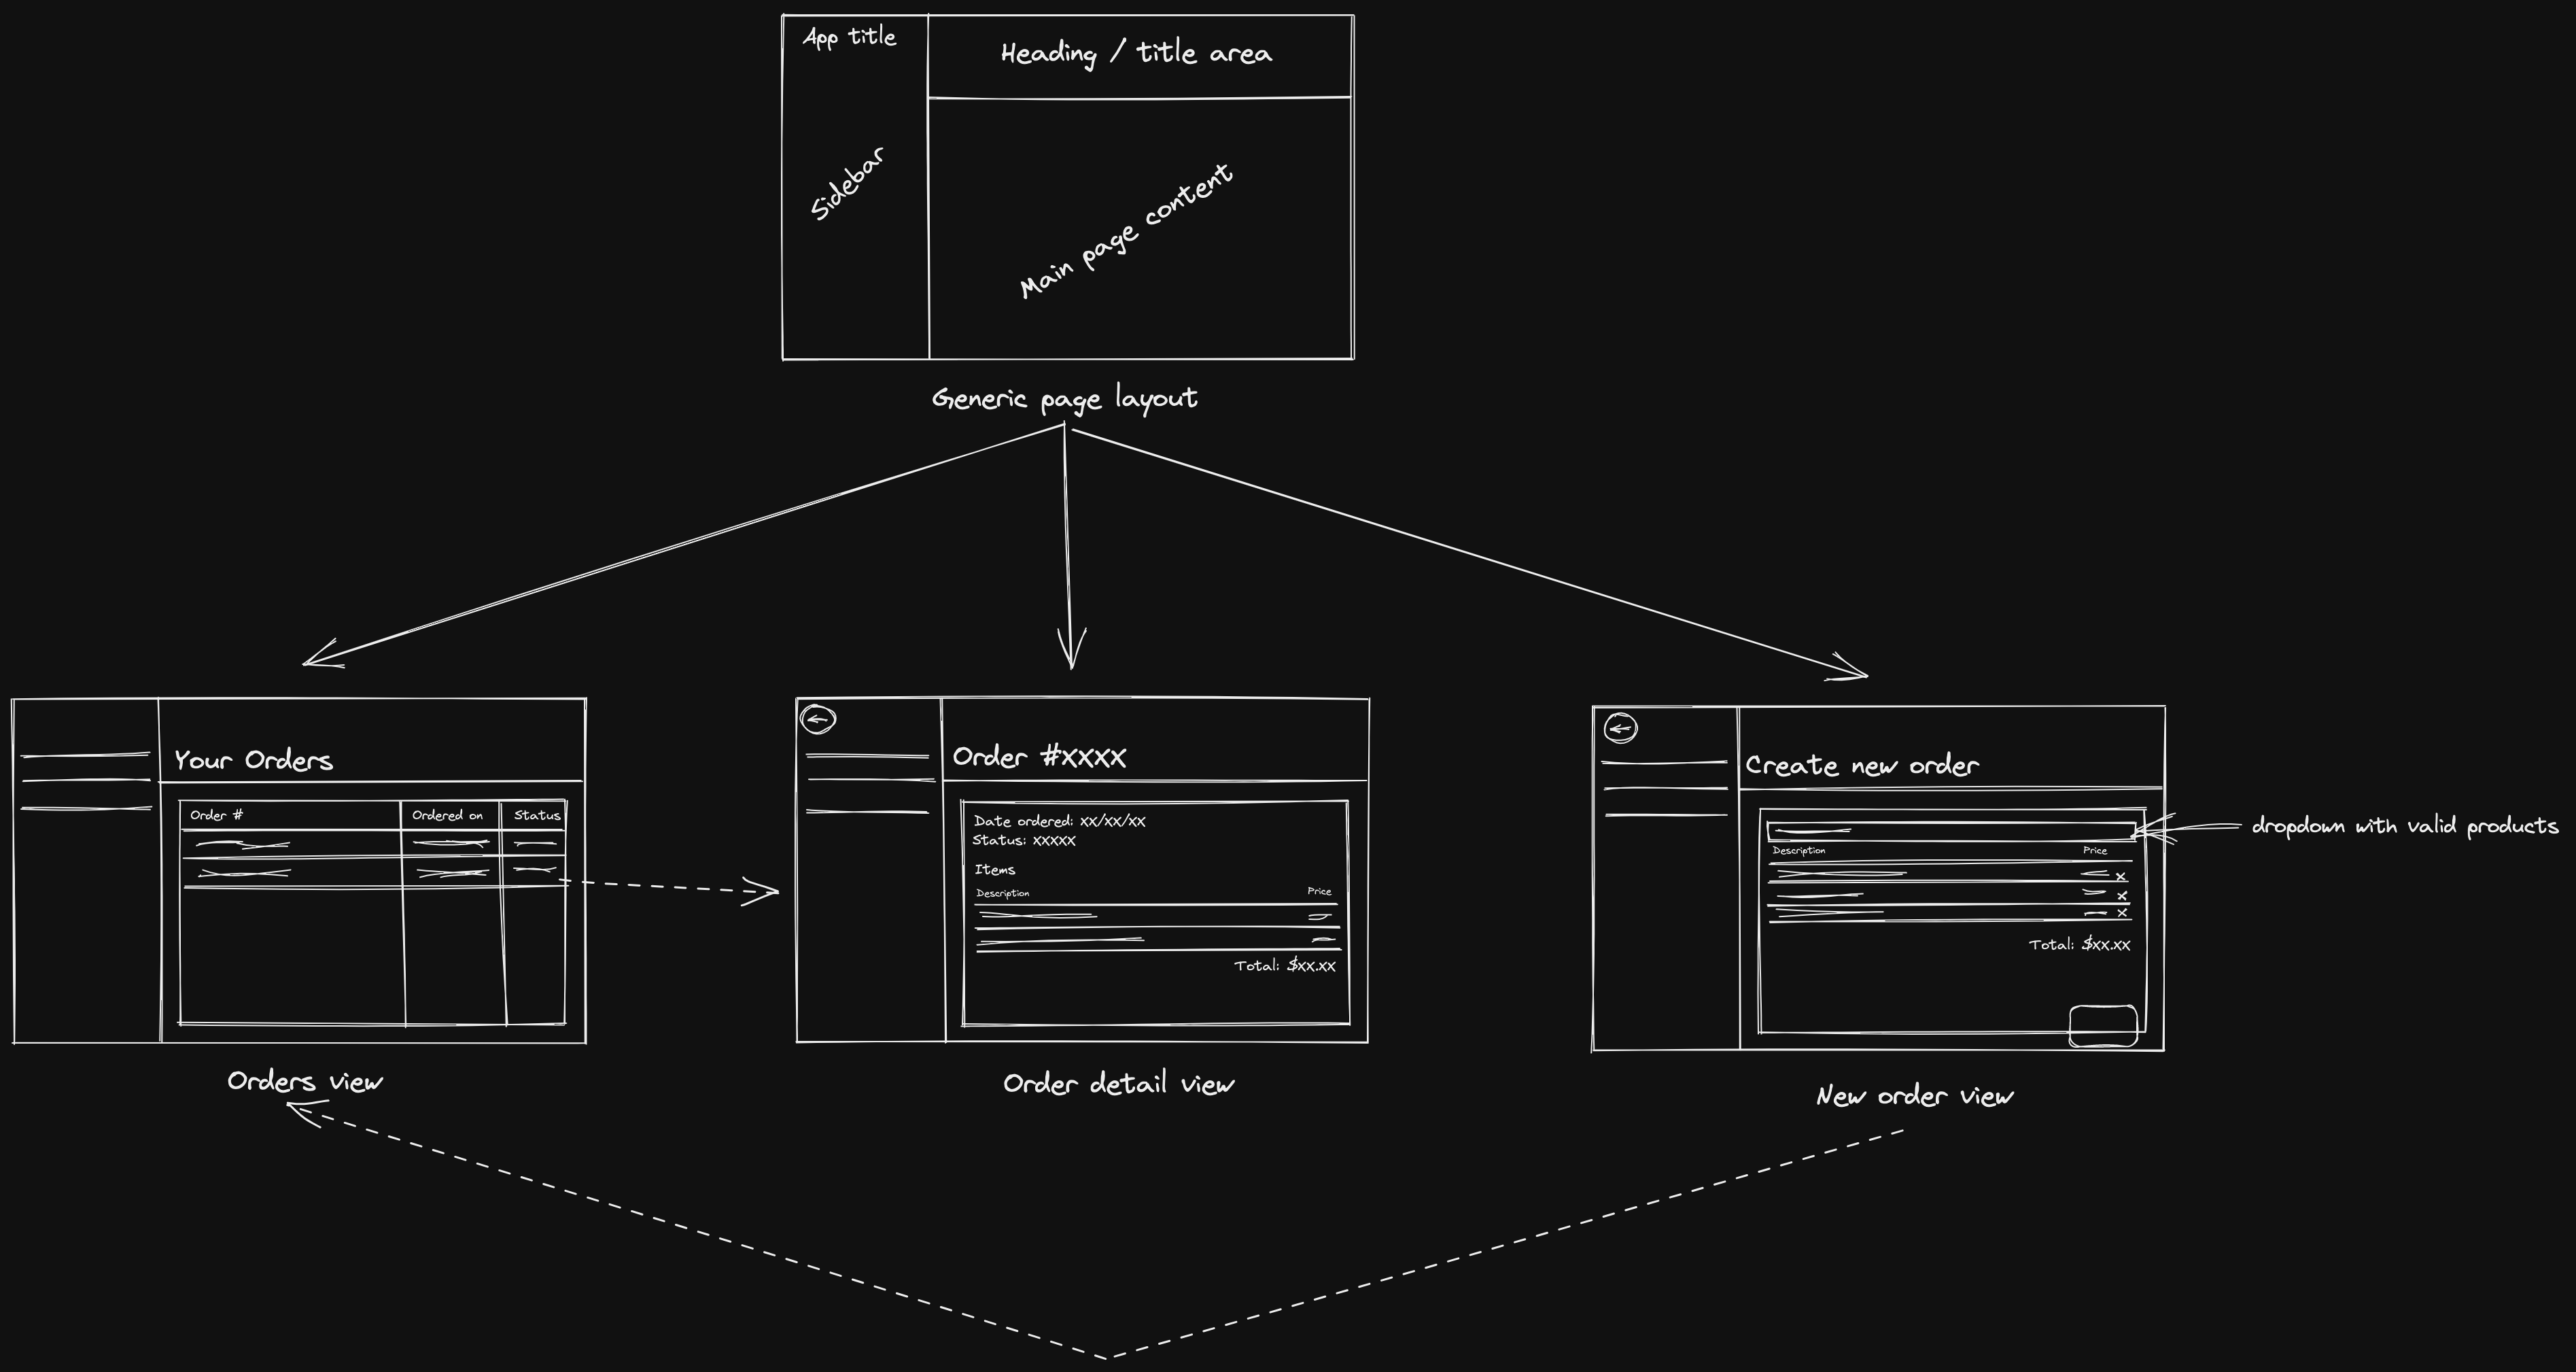 App title
Heading / title area
Sidebar
Main page content
Generic page layout
Your Orders
Order #
Ordered on
Status
Orders view
Order #xxxx
Date ordered: xx/xx/xx
Status: xxxxx
Items
Description
Price
Total: $xx.xx
Order detail view
Create new order
dropdown with valid products
Description
Price
x
x
x
Total: $xx.xx
New order view